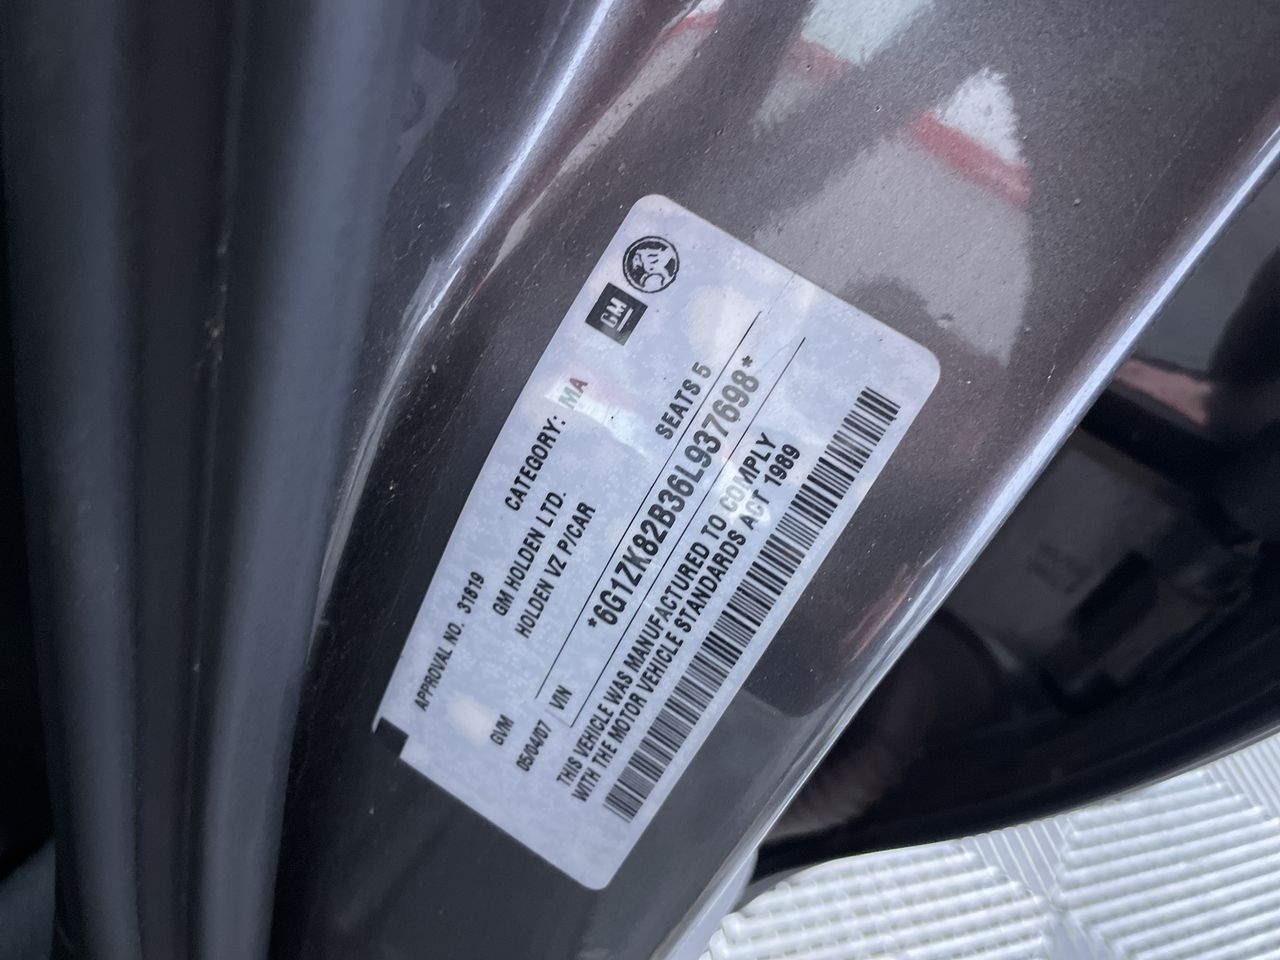 GM
APPROVAL NO. 31819 CATEGORY: MA
GM HOLDEN LTD.
HOLDEN VZ P/CAR
GVM SEATS 5
05/04/07 VIN *6G1ZK82B36L937698*
THIS VEHICLE WAS MANUFACTURED TO COMPLY
WITH THE MOTOR VEHICLE STANDARDS ACT 1989